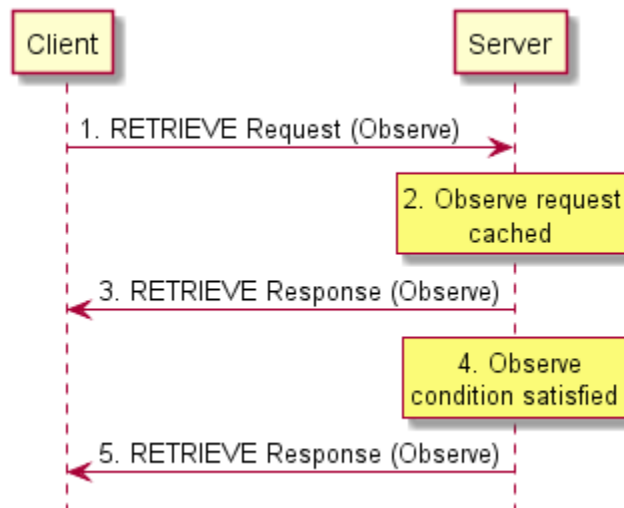 Client
Server
1. RETRIEVE Request (Observe)
2. Observe request
cached
3. RETRIEVE Response (Observe)
4. Observe
condition satisfied
5. RETRIEVE Response (Observe)